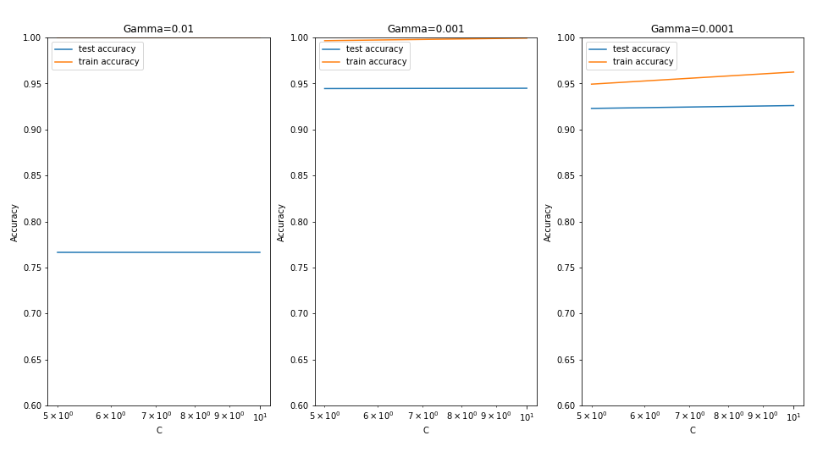 Gamma=0.01
1.00
0.95
0.90
0.85
0.80
0.75
0.70
0.65
0.60
Accuracy
test accuracy
train accuracy
5 × 10⁰
6 × 10⁰
7 × 10⁰
8 × 10⁰
9 × 10⁰
10¹
C
Gamma=0.001
1.00
0.95
0.90
0.85
0.80
0.75
0.70
0.65
0.60
Accuracy
test accuracy
train accuracy
5 × 10⁰
6 × 10⁰
7 × 10⁰
8 × 10⁰
9 × 10⁰
10¹
C
Gamma=0.0001
1.00
0.95
0.90
0.85
0.80
0.75
0.70
0.65
0.60
Accuracy
test accuracy
train accuracy
5 × 10⁰
6 × 10⁰
7 × 10⁰
8 × 10⁰
9 × 10⁰
10¹
C